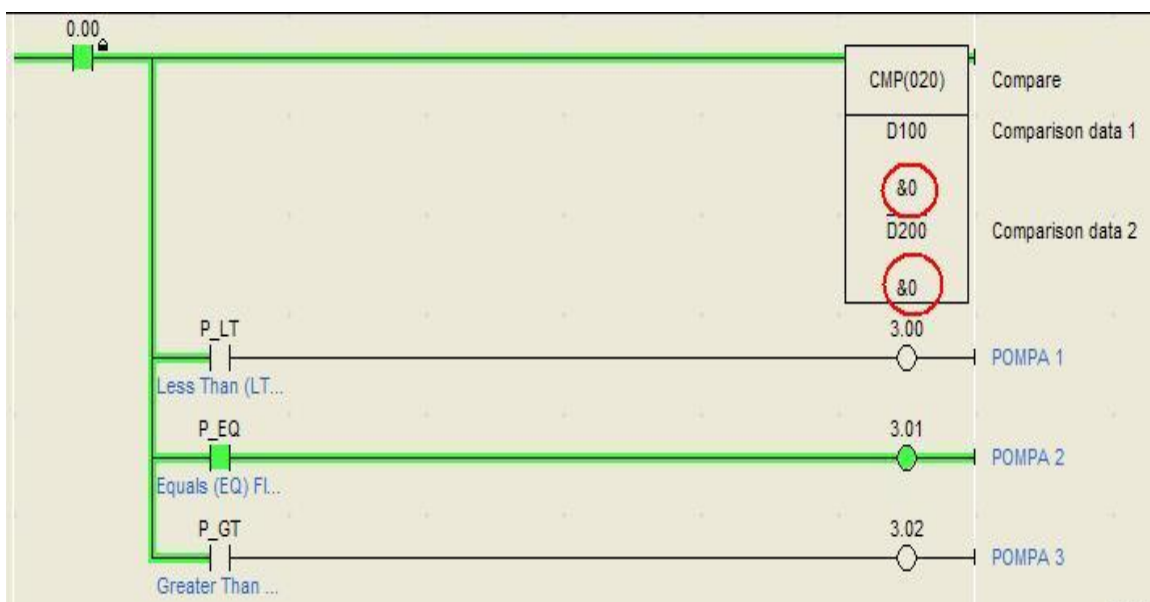 0.00
CMP(020) Compare
D100 Comparison data 1
&0
D200 Comparison data 2
&0
P_LT 3.00
POMPA 1
Less Than (LT...
P_EQ 3.01
POMPA 2
Equals (EQ) Fl...
P_GT 3.02
POMPA 3
Greater Than ...